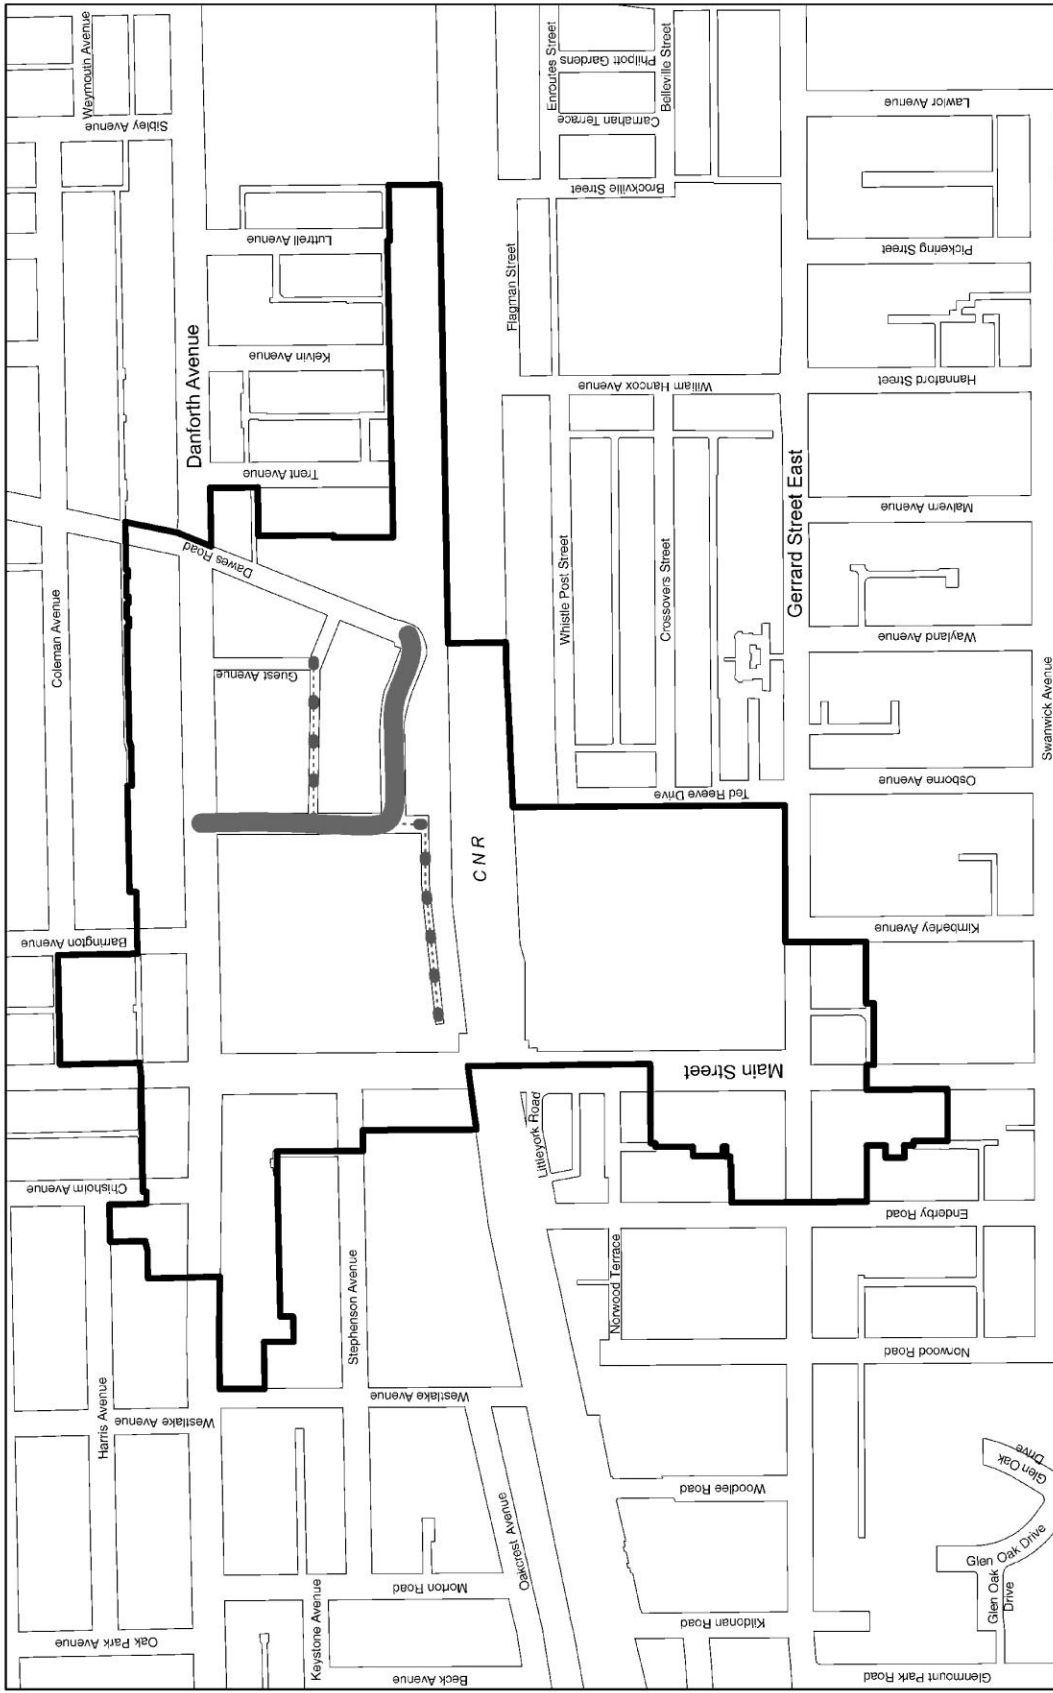 Weymouth Avenue
Sibley Avenue
Danforth Avenue
Luttrell Avenue
Kelvin Avenue
Trent Avenue
Dawes Road
Coleman Avenue
Guest Avenue
Barrington Avenue
Chisholm Avenue
Harris Avenue
Westlake Avenue
Oak Park Avenue
Keystone Avenue
Stephenson Avenue
Westlake Avenue
Morton Road
Beck Avenue
Oakcrest Avenue
CNR
Enroutes Street
Philpott Gardens
Carnahan Terrace
Belleville Street
Brockville Street
Flagman Street
William Hancox Avenue
Whistle Post Street
Crossovers Street
Ted Reeve Drive
Gerrard Street East
Main Street
Littleyork Road
Norwood Terrace
Enderby Road
Norwood Road
Woodlee Road
Kildonan Road
Glenmount Park Road
Glen Oak
Drive
Glen Oak Drive
Glen Oak
Drive
Lawlor Avenue
Pickering Street
Hannaford Street
Malvern Avenue
Wayland Avenue
Osborne Avenue
Kimberley Avenue
Swanwick Avenue